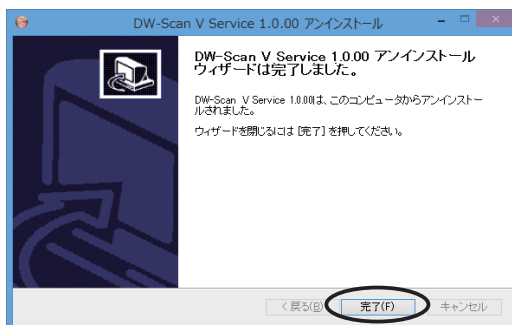 DW-Scan V Service 1.0.00 アンインストール
DW-Scan V Service 1.0.00 アンインストール
ウィザードは完了しました。
DW-Scan V Service 1.0.00は、このコンピュータからアンインストー
ルされました。
ウィザードを閉じるには [完了] を押してください。
< 戻る(B)
完了(F)
キャンセル